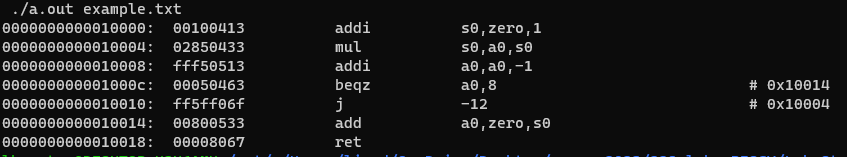 ./a.out example.txt
0000000000010000:  00100413          addi           s0,zero,1
0000000000010004:  02850433          mul            s0,a0,s0
0000000000010008:  fff50513          addi           a0,a0,-1
000000000001000c:  00050463          beqz           a0,8                            # 0x10014
0000000000010010:  ff5ff06f          j              -12                             # 0x10004
0000000000010014:  00800533          add            a0,zero,s0
0000000000010018:  00008067          ret